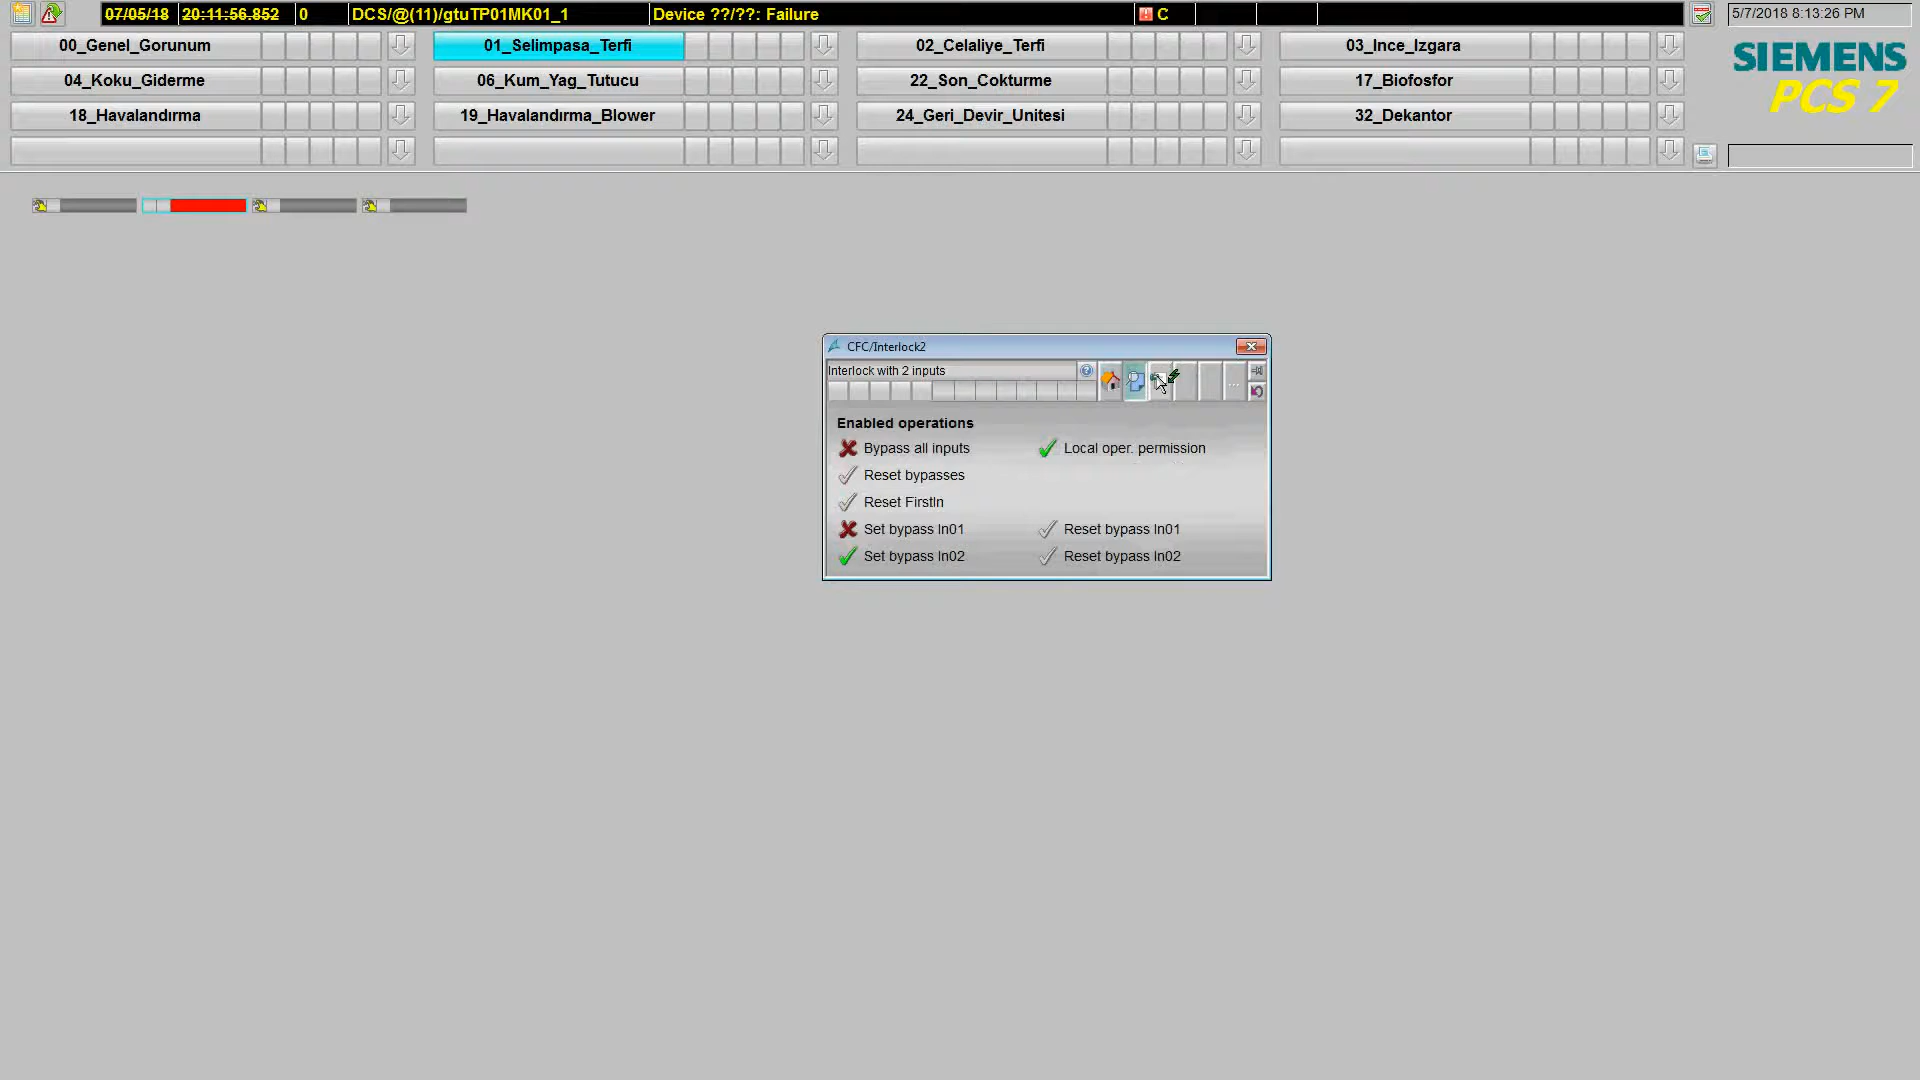 07/05/18 20:11:56.852 0 DCS/@(11)/gtuTP01MK01_1 Device ??/??: Failure C 5/7/2018 8:13:26 PM
00_Genel_Gorunum 01_Selimpasa_Terfi 02_Celaliye_Terfi 03_Ince_Izgara
SIEMENS
04_Koku_Giderme 06_Kum_Yag_Tutucu 22_Son_Cokturme 17_Biofosfor
PCS 7
18_Havalandırma 19_Havalandırma_Blower 24_Geri_Devir_Unitesi 32_Dekantor
CFC/Interlock2
Interlock with 2 inputs
...
Enabled operations
Bypass all inputs Local oper. permission
Reset bypasses
Reset FirstIn
Set bypass In01 Reset bypass In01
Set bypass In02 Reset bypass In02